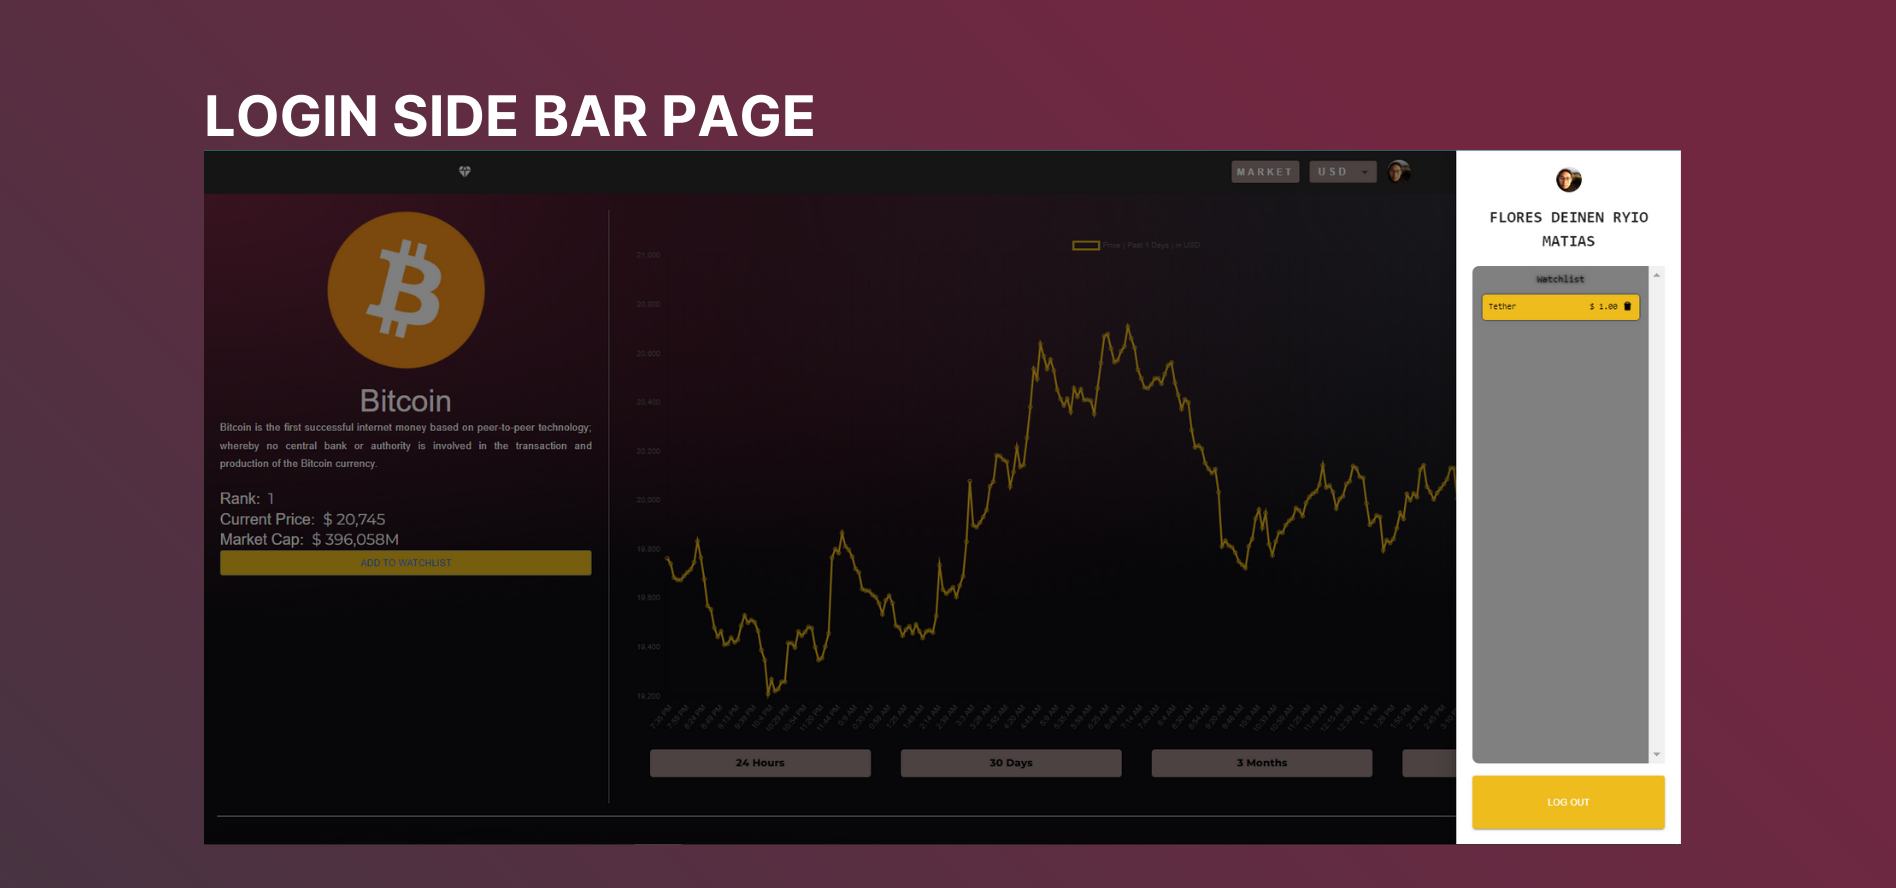 LOGIN SIDE BAR PAGE
MARKET
USD
FLORES DEINEN RYIO
MATIAS
Watchlist
Tether $ 1.00
Bitcoin
Bitcoin is the first successful internet money based on peer-to-peer technology;
whereby no central bank or authority is involved in the transaction and
production of the Bitcoin currency.
Rank: 1
Current Price: $ 20,745
Market Cap: $ 396,058M
ADD TO WATCHLIST
Price ( Past 1 Days ) in USD
21,000
20,800
20,600
20,400
20,200
20,000
19,800
19,600
19,400
19,200
24 Hours
30 Days
3 Months
LOG OUT